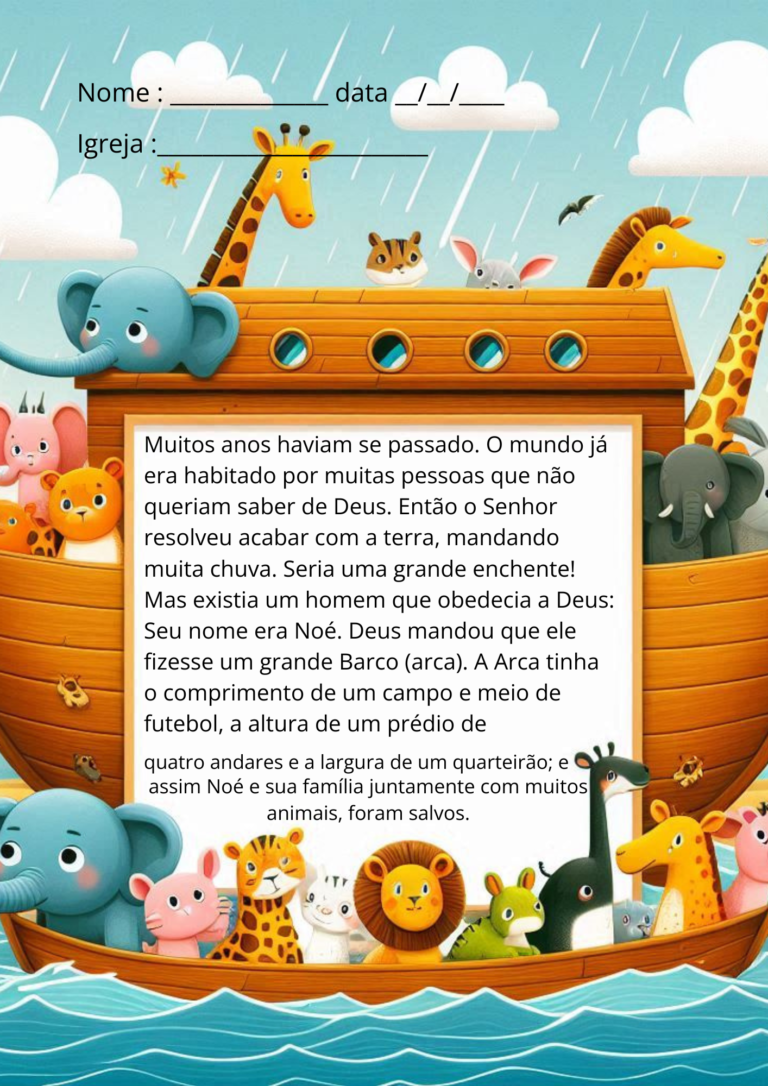 Nome : ______________ data __/__/____
Igreja :________________________
Muitos anos haviam se passado. O mundo já
era habitado por muitas pessoas que não
queriam saber de Deus. Então o Senhor
resolveu acabar com a terra, mandando
muita chuva. Seria uma grande enchente!
Mas existia um homem que obedecia a Deus:
Seu nome era Noé. Deus mandou que ele
fizesse um grande Barco (arca). A Arca tinha
o comprimento de um campo e meio de
futebol, a altura de um prédio de
quatro andares e a largura de um quarteirão; e
assim Noé e sua família juntamente com muitos
animais, foram salvos.